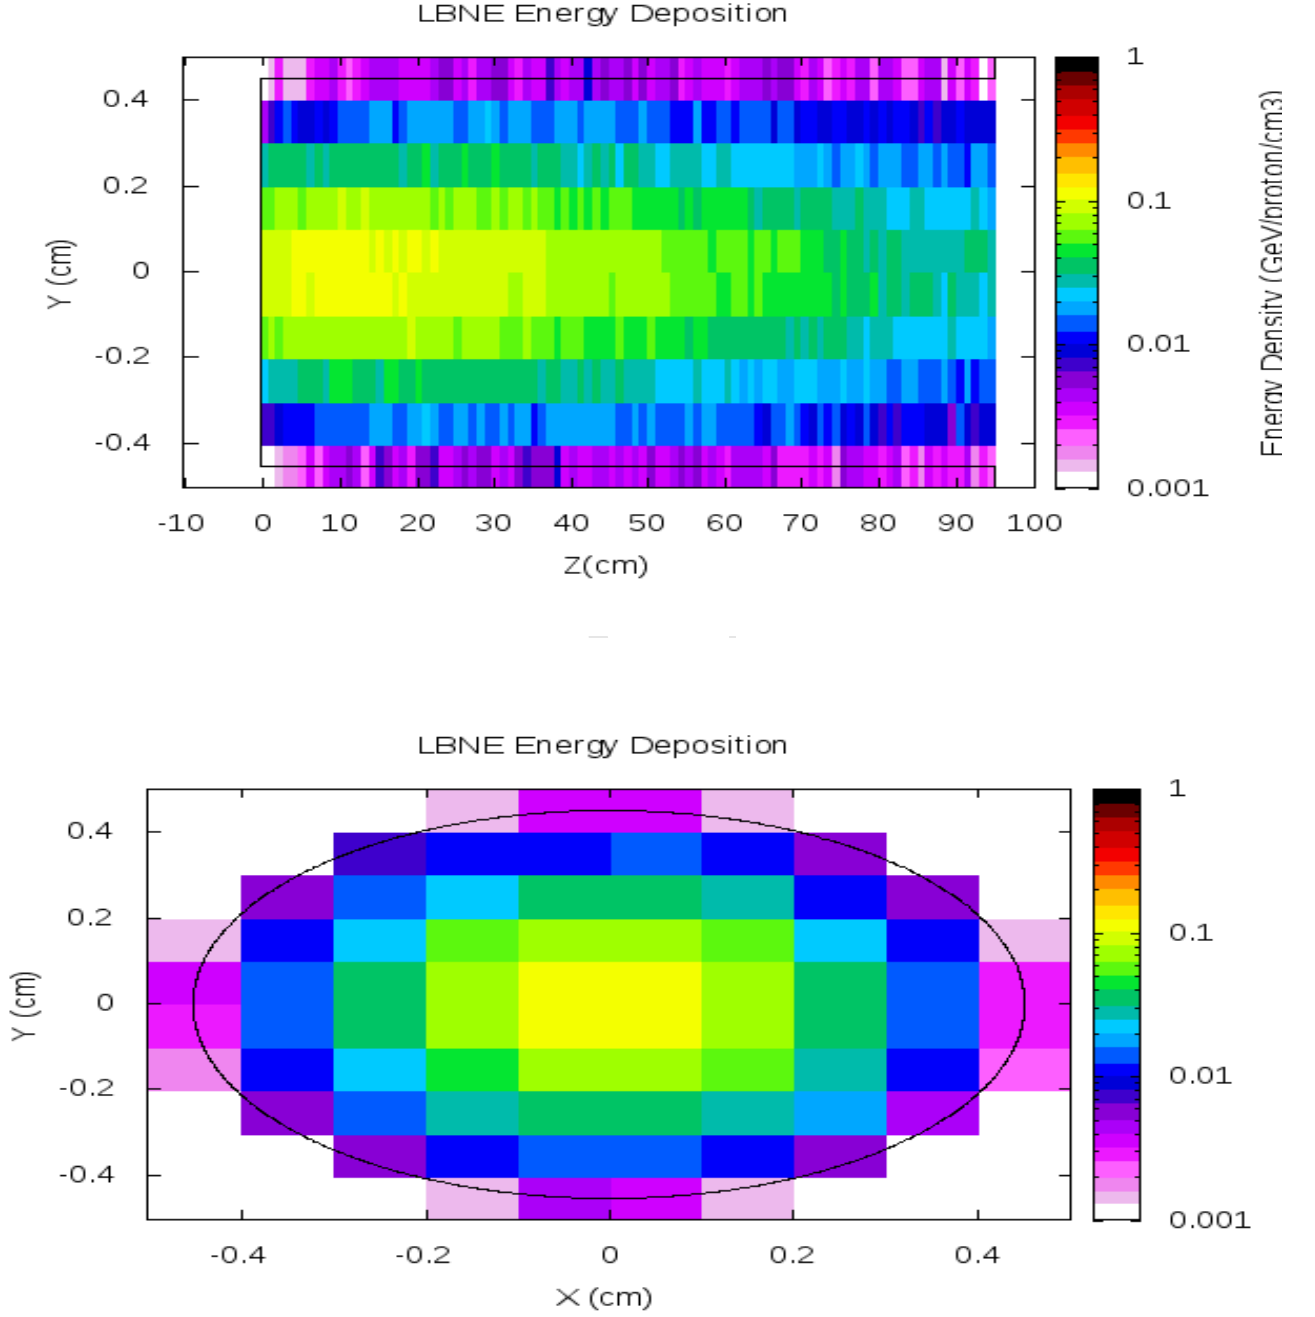 LBNE Energy Deposition
1
0.4
0.2
0.1
0
-0.2
0.01
-0.4
0.001
Y (cm)
Energy Density (GeV/proton/cm3)
-10 0 10 20 30 40 50 60 70 80 90 100
Z(cm)
LBNE Energy Deposition
1
0.4
0.2
0.1
0
-0.2
0.01
-0.4
0.001
Y (cm)
-0.4 -0.2 0 0.2 0.4
X (cm)